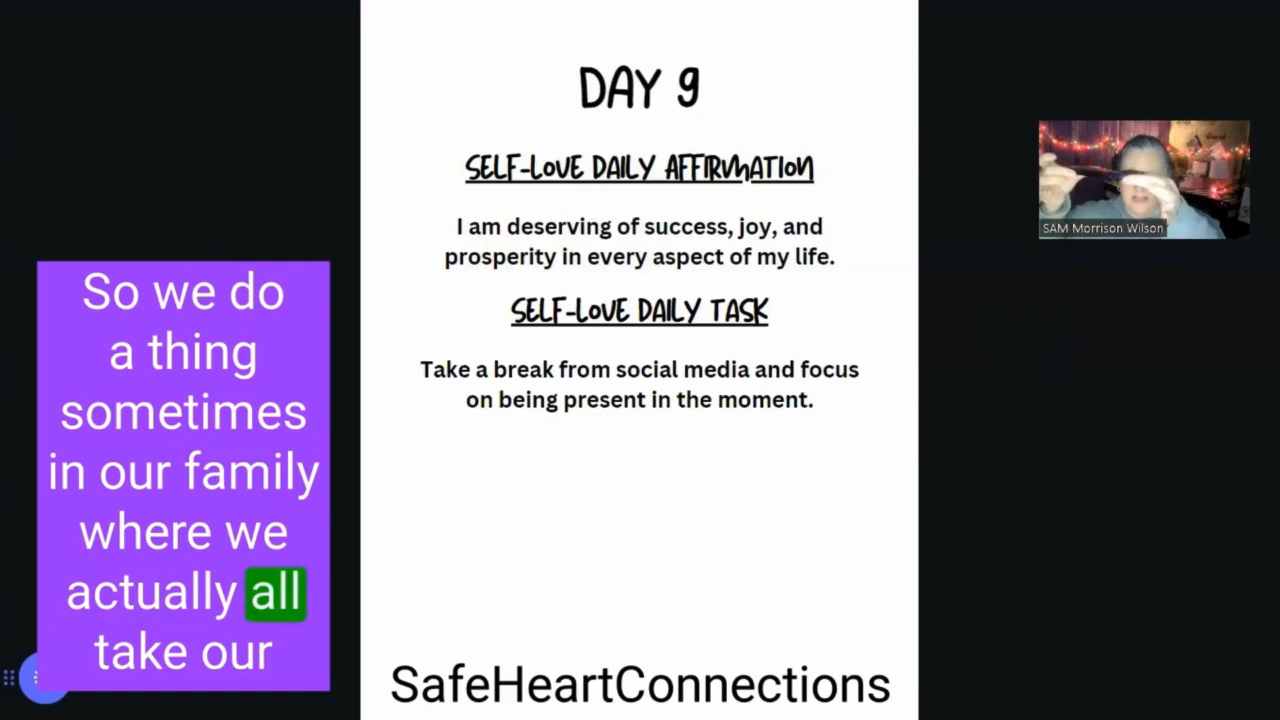 DAY 9
SELF-LOVE DAILY AFFIRMATION
I am deserving of success, joy, and
prosperity in every aspect of my life.
SELF-LOVE DAILY TASK
Take a break from social media and focus
on being present in the moment.
SafeHeartConnections
So we do
a thing
sometimes
in our family
where we
actually all
take our
SAM Morrison Wilson